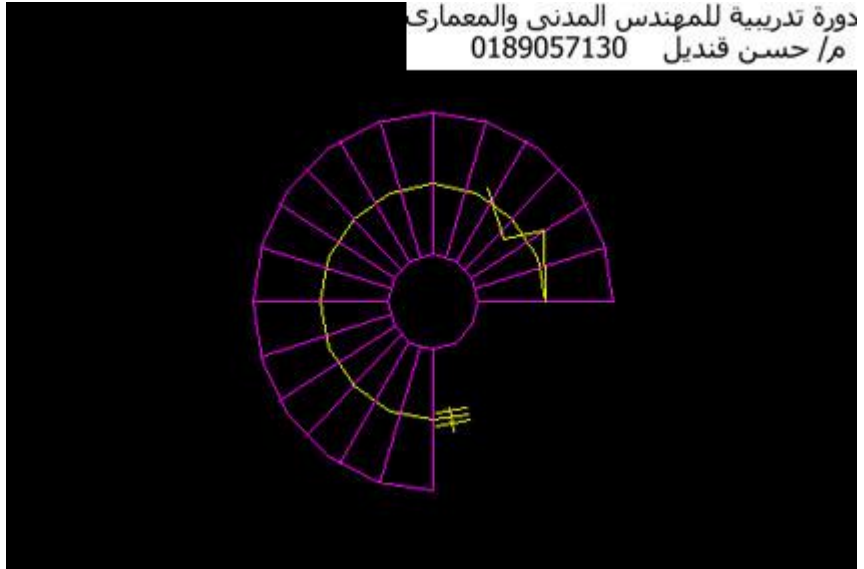 دورة تدريبية للمهندس المدنى والمعمارى
م/ حسن قنديل 0189057130